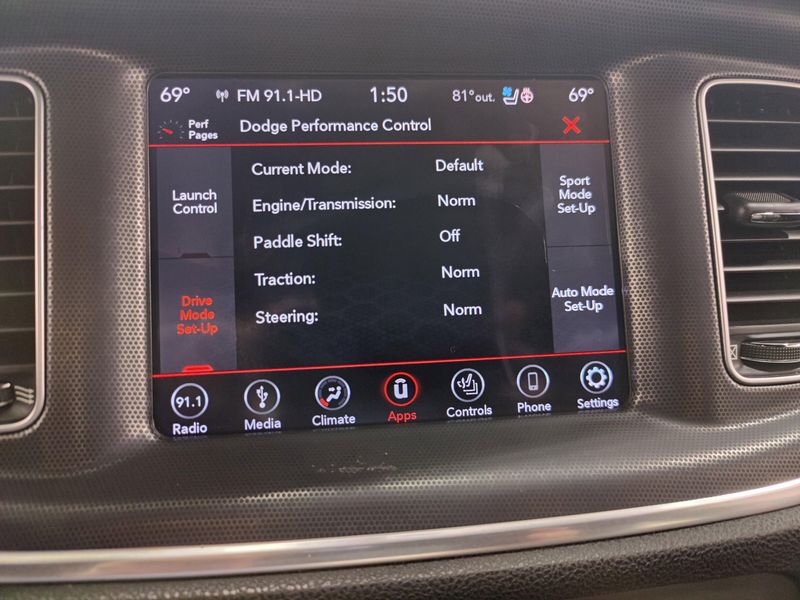 69° FM 91.1-HD 1:50 81°out. 69°
Perf
Pages
Dodge Performance Control
Launch
Control
Current Mode: Default
Engine/Transmission: Norm
Paddle Shift: Off
Traction: Norm
Steering: Norm
Sport
Mode
Set-Up
Drive
Mode
Set-Up
Auto Mode
Set-Up
91.1
Radio Media Climate Apps Controls Phone Settings